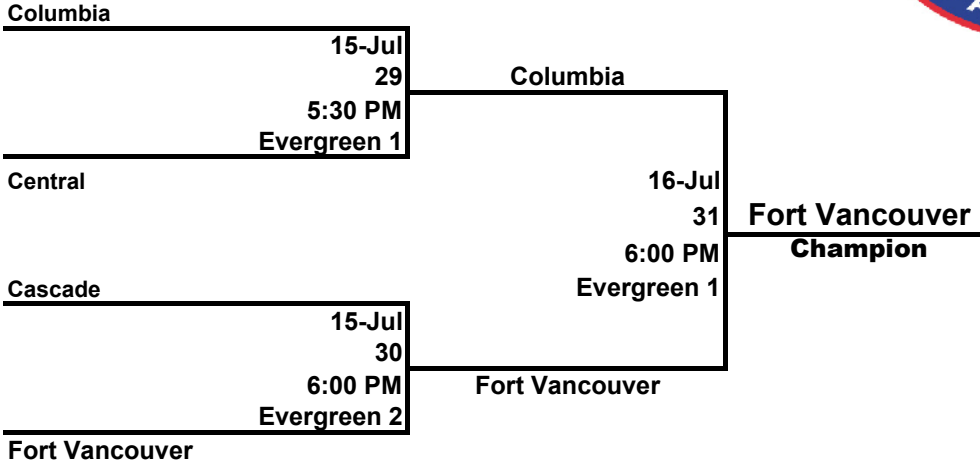 Columbia
15-Jul
29
5:30 PM
Evergreen 1
Central
Columbia
16-Jul
31
6:00 PM
Evergreen 1
Fort Vancouver
Champion
Cascade
15-Jul
30
6:00 PM
Evergreen 2
Fort Vancouver
Fort Vancouver